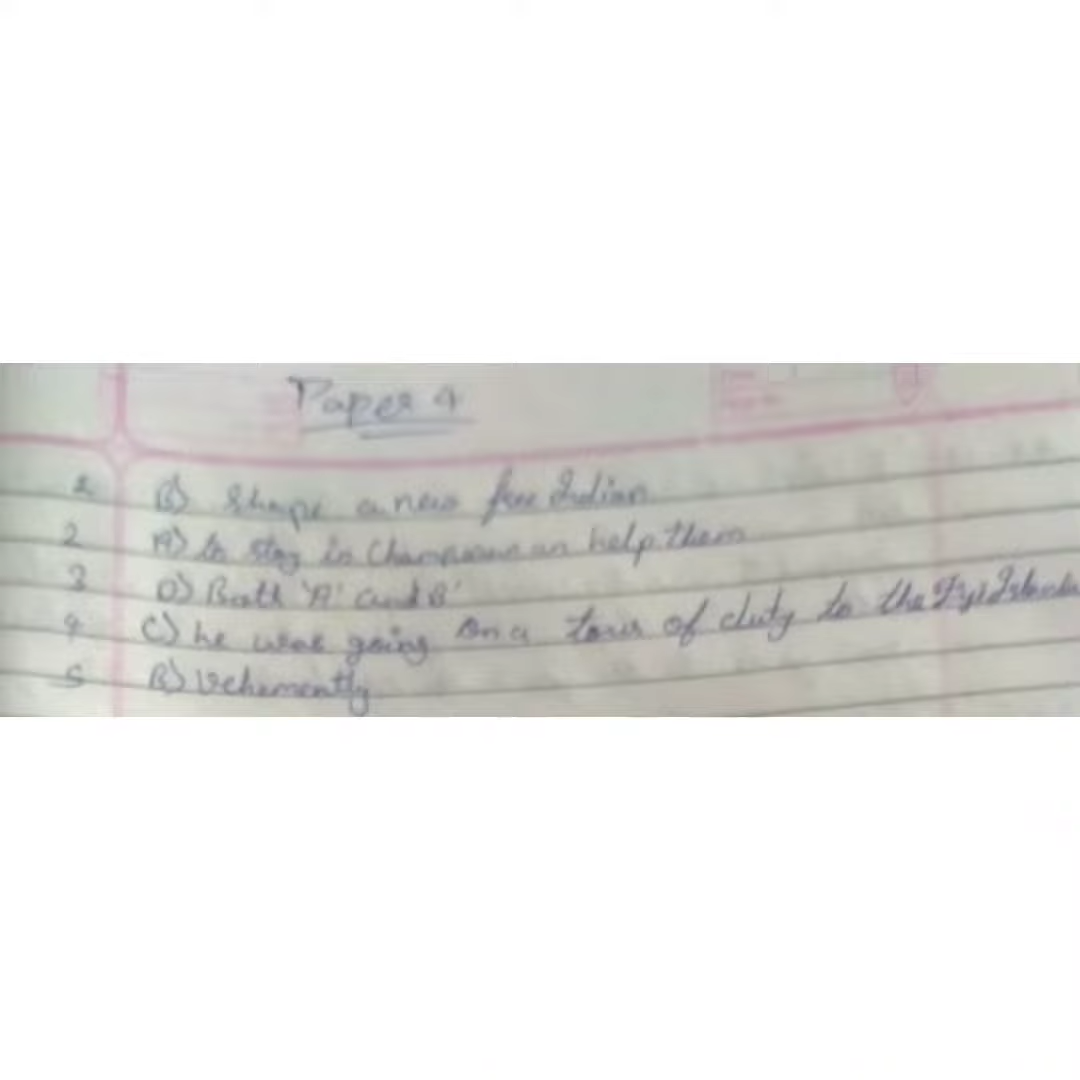 Paper 4
B) Shape a new free Indian
2 A) to stay in Champaran an help them
3 D) Both 'A' and B'
4 C) he was going on a tour of duty to the Fiji Islands
5 B) Vehemently